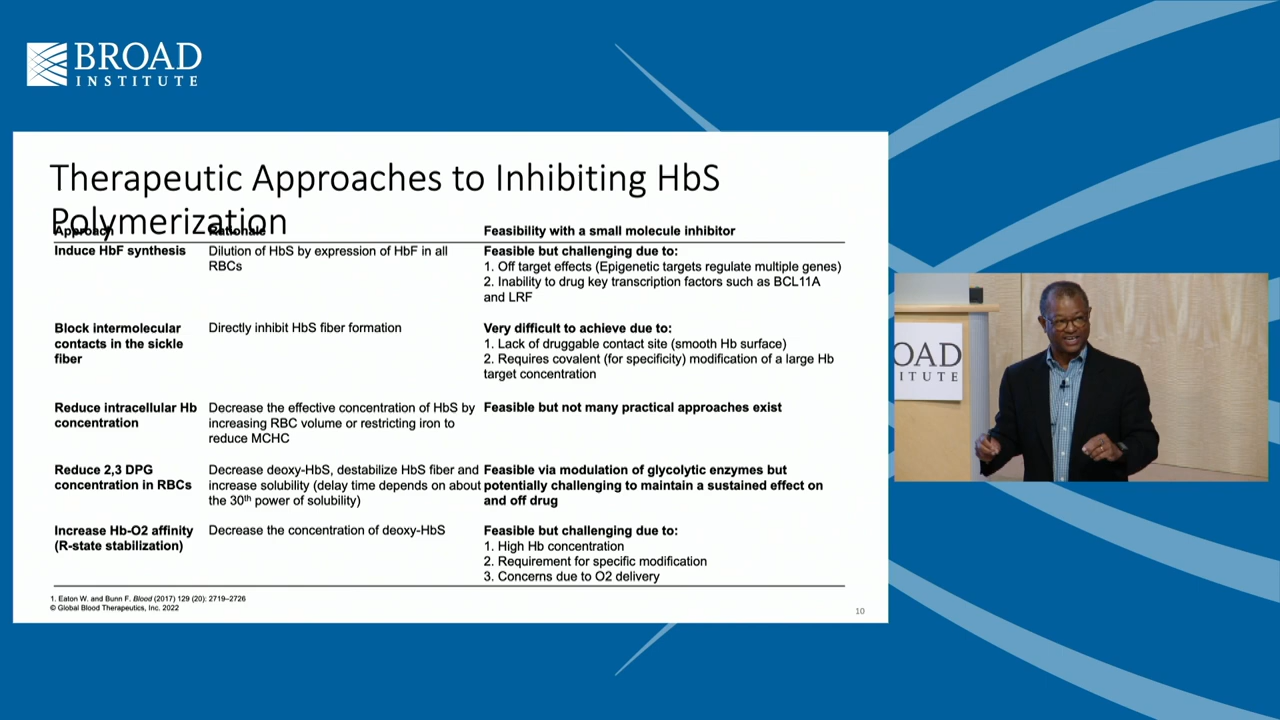 BROAD
INSTITUTE
Therapeutic Approaches to Inhibiting HbS
Polymerization
Approach Rationale Feasibility with a small molecule inhibitor
Induce HbF synthesis Dilution of HbS by expression of HbF in all Feasible but challenging due to:
RBCs 1. Off target effects (Epigenetic targets regulate multiple genes)
2. Inability to drug key transcription factors such as BCL11A
and LRF
Block intermolecular Directly inhibit HbS fiber formation Very difficult to achieve due to:
contacts in the sickle 1. Lack of druggable contact site (smooth Hb surface)
fiber 2. Requires covalent (for specificity) modification of a large Hb
target concentration
Reduce intracellular Hb Decrease the effective concentration of HbS by Feasible but not many practical approaches exist
concentration increasing RBC volume or restricting iron to
reduce MCHC
Reduce 2,3 DPG Decrease deoxy-HbS, destabilize HbS fiber and Feasible via modulation of glycolytic enzymes but
concentration in RBCs increase solubility (delay time depends on about potentially challenging to maintain a sustained effect on
the 30th power of solubility) and off drug
Increase Hb-O2 affinity Decrease the concentration of deoxy-HbS Feasible but challenging due to:
(R-state stabilization) 1. High Hb concentration
2. Requirement for specific modification
3. Concerns due to O2 delivery
1. Eaton W. and Bunn F. Blood (2017) 129 (20): 2719–2726
© Global Blood Therapeutics, Inc. 2022
10
OAD
ITUTE